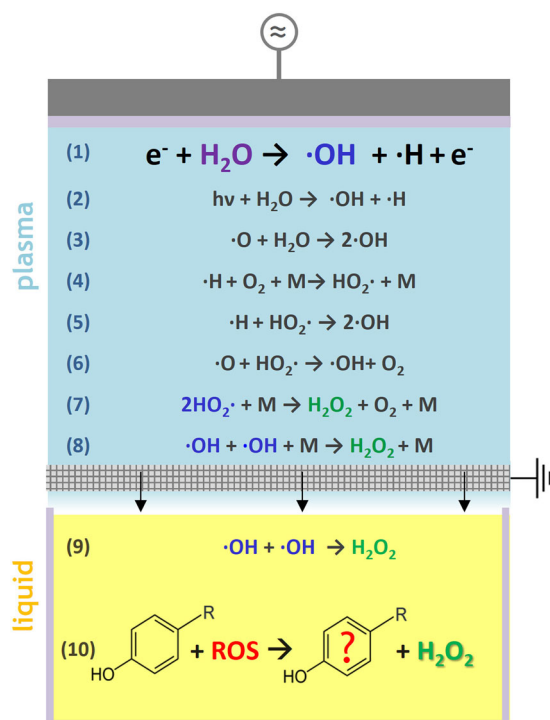 ≈
plasma
(1) e⁻ + H₂O → ·OH + ·H + e⁻
(2) hν + H₂O → ·OH + ·H
(3) ·O + H₂O → 2·OH
(4) ·H + O₂ + M → HO₂· + M
(5) ·H + HO₂· → 2·OH
(6) ·O + HO₂· → ·OH+ O₂
(7) 2HO₂· + M → H₂O₂ + O₂ + M
(8) ·OH + ·OH + M → H₂O₂ + M
liquid
(9) ·OH + ·OH → H₂O₂
R R
(10) + ROS → ? + H₂O₂
HO HO